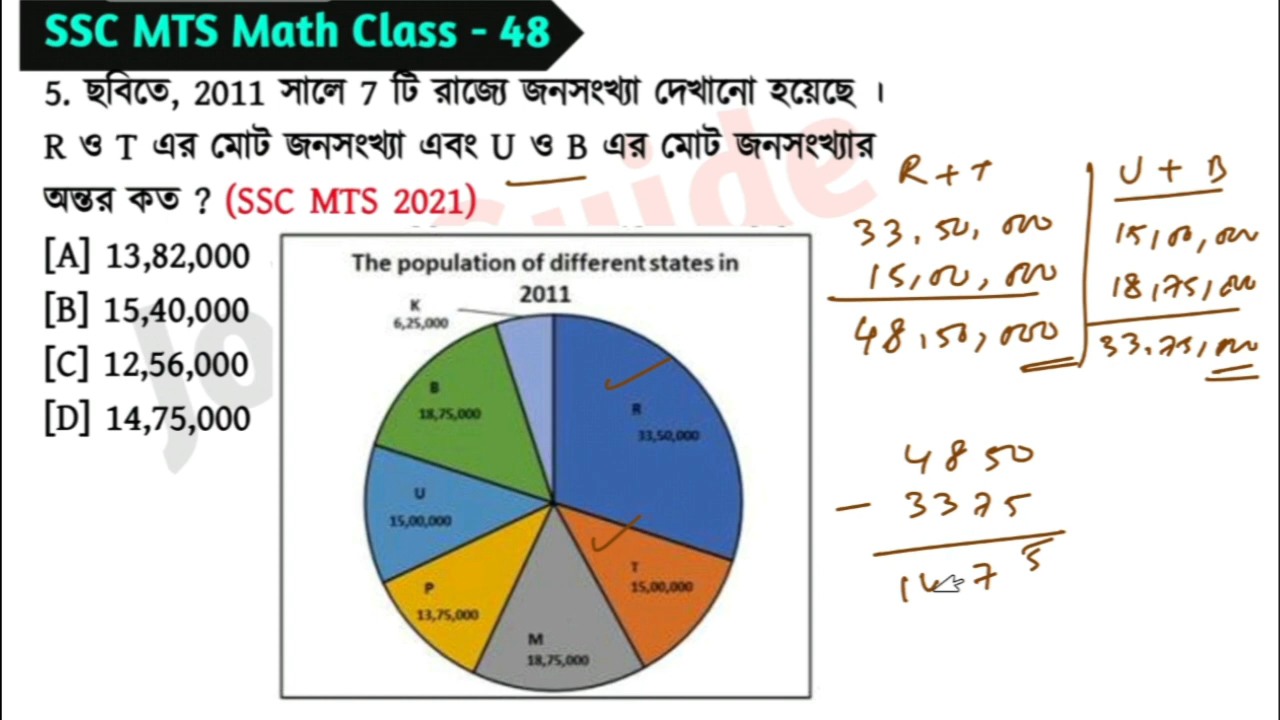 SSC MTS Math Class - 48
5. ছবিতে, 2011 সালে 7 টি রাজ্যে জনসংখ্যা দেখানো হয়েছে ।
R ও T এর মোট জনসংখ্যা এবং U ও B এর মোট জনসংখ্যার
অন্তর কত ? (SSC MTS 2021)
[A] 13,82,000
[B] 15,40,000
[C] 12,56,000
[D] 14,75,000
The population of different states in
2011
K
6,25,000
B
18,75,000
R
33,50,000
U
15,00,000
T
15,00,000
P
13,75,000
M
18,75,000
R + T
33,50,000
15,00,000
48,50,000
U + B
15,00,000
18,75,000
33,75,000
4850
- 3375
1475
Guide